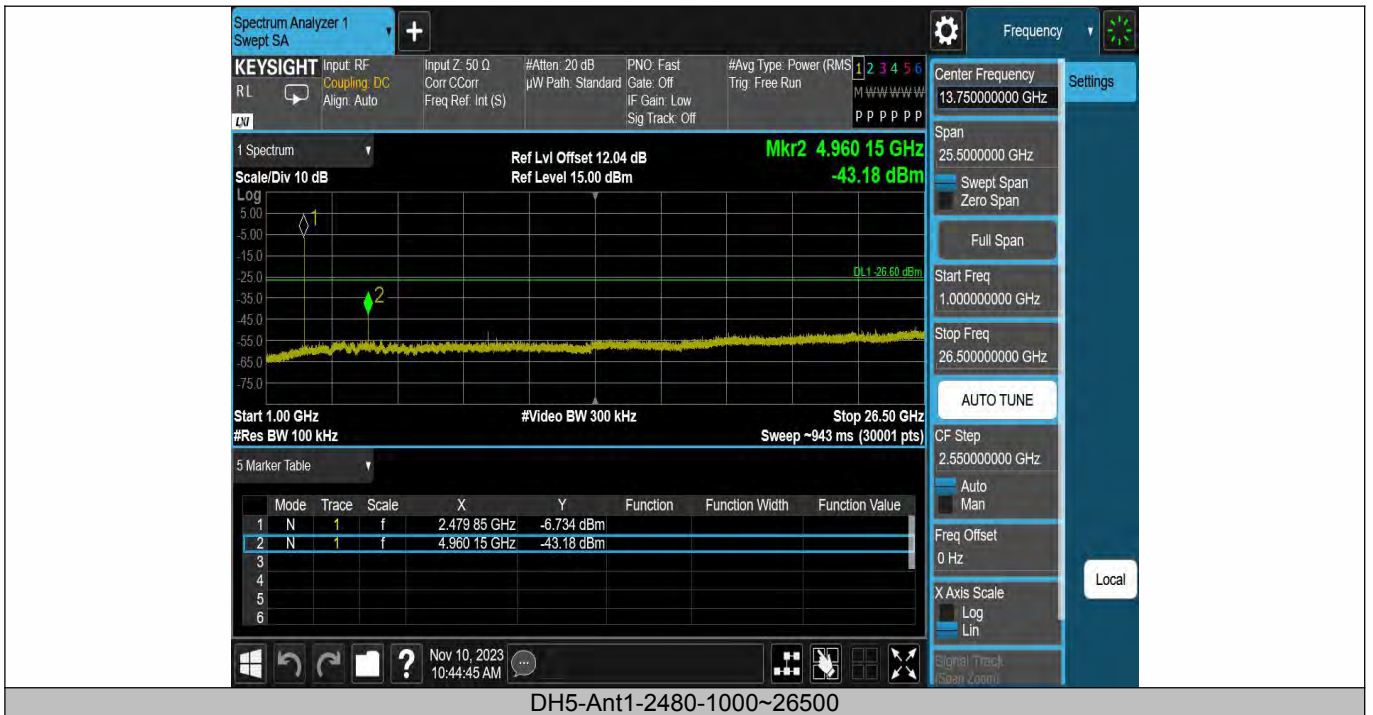 Spectrum Analyzer 1
Swept SA
+
Frequency
KEYSIGHT
RL
LXI
Input: RF
Coupling: DC
Align: Auto
Input Z: 50 Ω
Corr CCorr
Freq Ref: Int (S)
#Atten: 20 dB
µW Path: Standard
PNO: Fast
Gate: Off
IF Gain: Low
Sig Track: Off
#Avg Type: Power (RMS
Trig: Free Run
1 2 3 4 5 6
M W W W W W
P P P P P P
1 Spectrum
Scale/Div 10 dB
Ref Lvl Offset 12.04 dB
Ref Level 15.00 dBm
Mkr2 4.960 15 GHz
-43.18 dBm
Log
5.00
-5.00
-15.0
-25.0
-35.0
-45.0
-55.0
-65.0
-75.0
1
2
DL1 -26.60 dBm
Start 1.00 GHz
#Video BW 300 kHz
Stop 26.50 GHz
#Res BW 100 kHz
Sweep ~943 ms (30001 pts)
5 Marker Table
Mode Trace Scale X Y Function Function Width Function Value
1 N 1 f 2.479 85 GHz -6.734 dBm
2 N 1 f 4.960 15 GHz -43.18 dBm
3
4
5
6
Center Frequency
13.750000000 GHz
Settings
Span
25.5000000 GHz
Swept Span
Zero Span
Full Span
Start Freq
1.000000000 GHz
Stop Freq
26.500000000 GHz
AUTO TUNE
CF Step
2.550000000 GHz
Auto
Man
Freq Offset
0 Hz
X Axis Scale
Log
Lin
Signal Track
(Span Zoom)
Local
?
Nov 10, 2023
10:44:45 AM
DH5-Ant1-2480-1000~26500